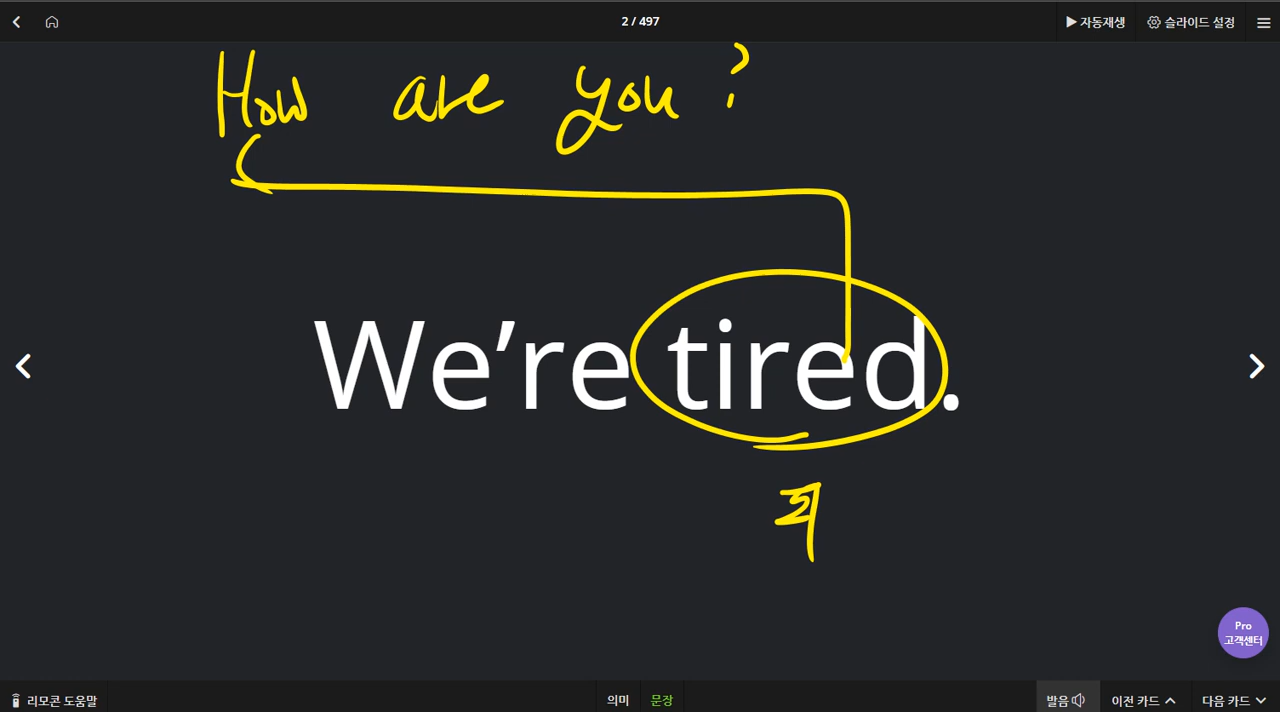 2 / 497
자동재생
슬라이드 설정
How are you?
We're tired.
Pro
고객센터
리모콘 도움말
의미
문장
발음
이전 카드
다음 카드